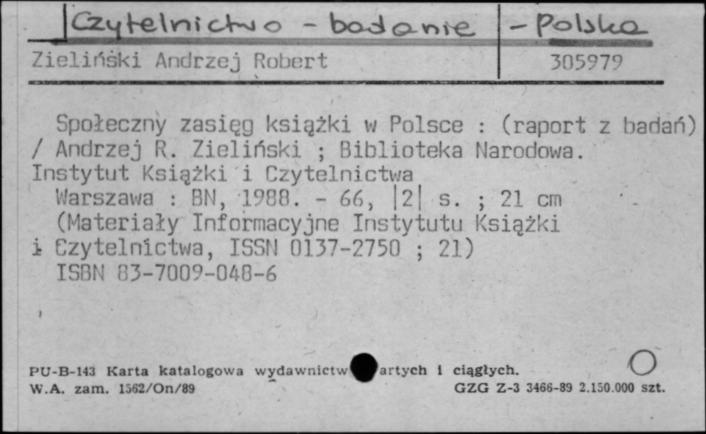 Czytelnictwo - badanie - Polska
Zieliński Andrzej Robert 305979
Społeczny zasięg książki w Polsce : (raport z badań)
/ Andrzej R. Zieliński ; Biblioteka Narodowa.
Instytut Książki i Czytelnictwa
Warszawa : BN, 1988. - 66, |2| s. ; 21 cm
(Materiały Informacyjne Instytutu Książki
i Czytelnictwa, ISSN 0137-2750 ; 21)
ISBN 83-7009-048-6
PU-B-143 Karta katalogowa wydawnictw artych i ciągłych.
W.A. zam. 1562/On/89 GZG Z-3 3466-89 2.150.000 szt.